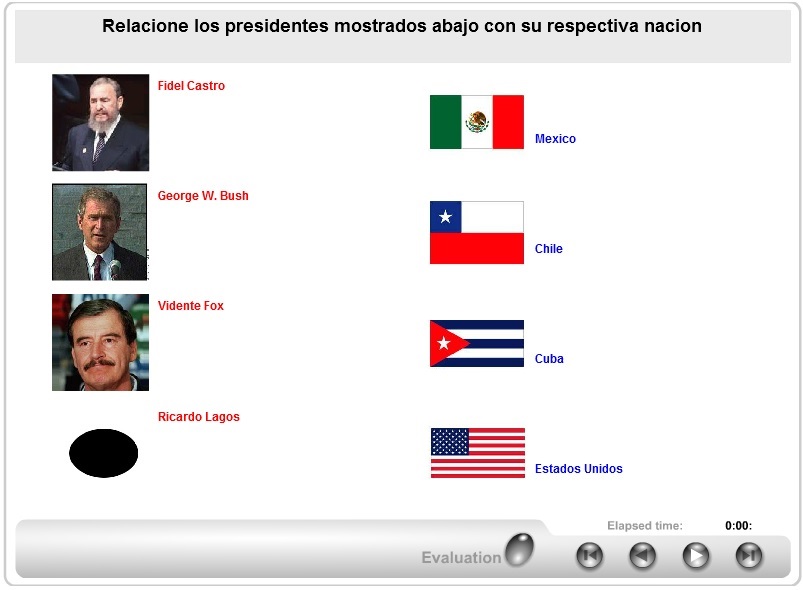 Relacione los presidentes mostrados abajo con su respectiva nacion
Fidel Castro
Mexico
George W. Bush
Chile
Vidente Fox
Cuba
Ricardo Lagos
Estados Unidos
Elapsed time: 0:00:
Evaluation